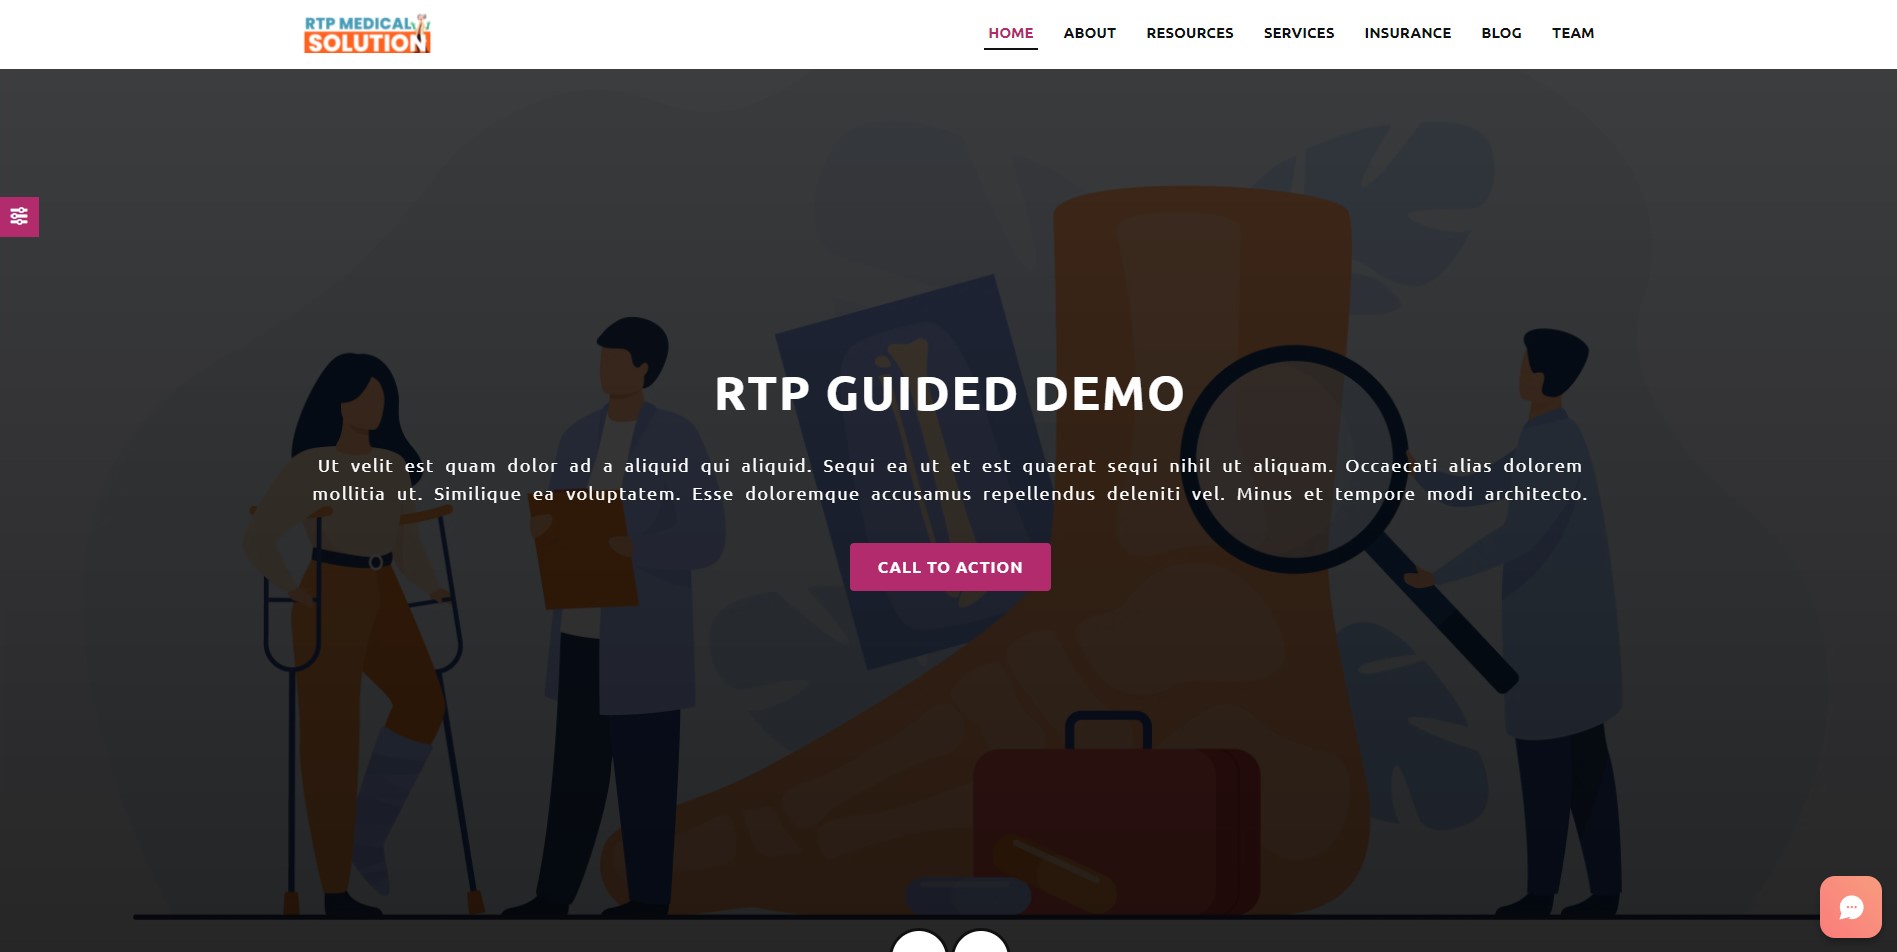 RTP MEDICAL
SOLUTION
HOME ABOUT RESOURCES SERVICES INSURANCE BLOG TEAM
RTP GUIDED DEMO
Ut velit est quam dolor ad a aliquid qui aliquid. Sequi ea ut et est quaerat sequi nihil ut aliquam. Occaecati alias dolorem
mollitia ut. Similique ea voluptatem. Esse doloremque accusamus repellendus deleniti vel. Minus et tempore modi architecto.
CALL TO ACTION